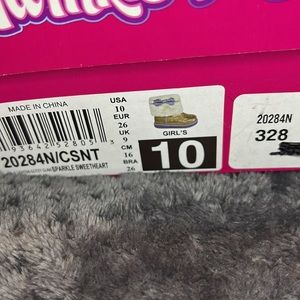 MADE IN CHINA
USA
10
EUR
26
UK
9
CM
16
BRA
26
GIRL'S
10
20284N/CSNT
SPARKLE SWEETHEART
20284N
328